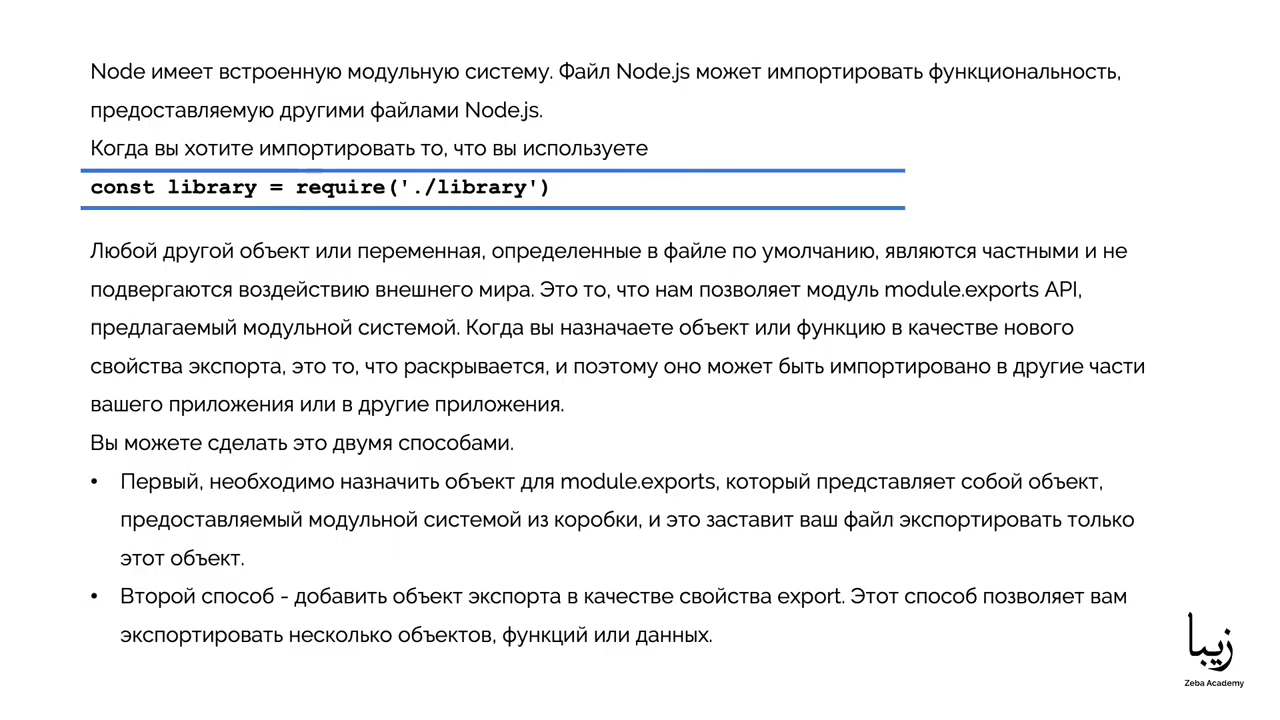 Node имеет встроенную модульную систему. Файл Node.js может импортировать функциональность,
предоставляемую другими файлами Node.js.
Когда вы хотите импортировать то, что вы используете
const library = require('./library')
Любой другой объект или переменная, определенные в файле по умолчанию, являются частными и не
подвергаются воздействию внешнего мира. Это то, что нам позволяет модуль module.exports API,
предлагаемый модульной системой. Когда вы назначаете объект или функцию в качестве нового
свойства экспорта, это то, что раскрывается, и поэтому оно может быть импортировано в другие части
вашего приложения или в другие приложения.
Вы можете сделать это двумя способами.
• Первый, необходимо назначить объект для module.exports, который представляет собой объект,
предоставляемый модульной системой из коробки, и это заставит ваш файл экспортировать только
этот объект.
• Второй способ - добавить объект экспорта в качестве свойства export. Этот способ позволяет вам
экспортировать несколько объектов, функций или данных.
زيبا
Zeba Academy